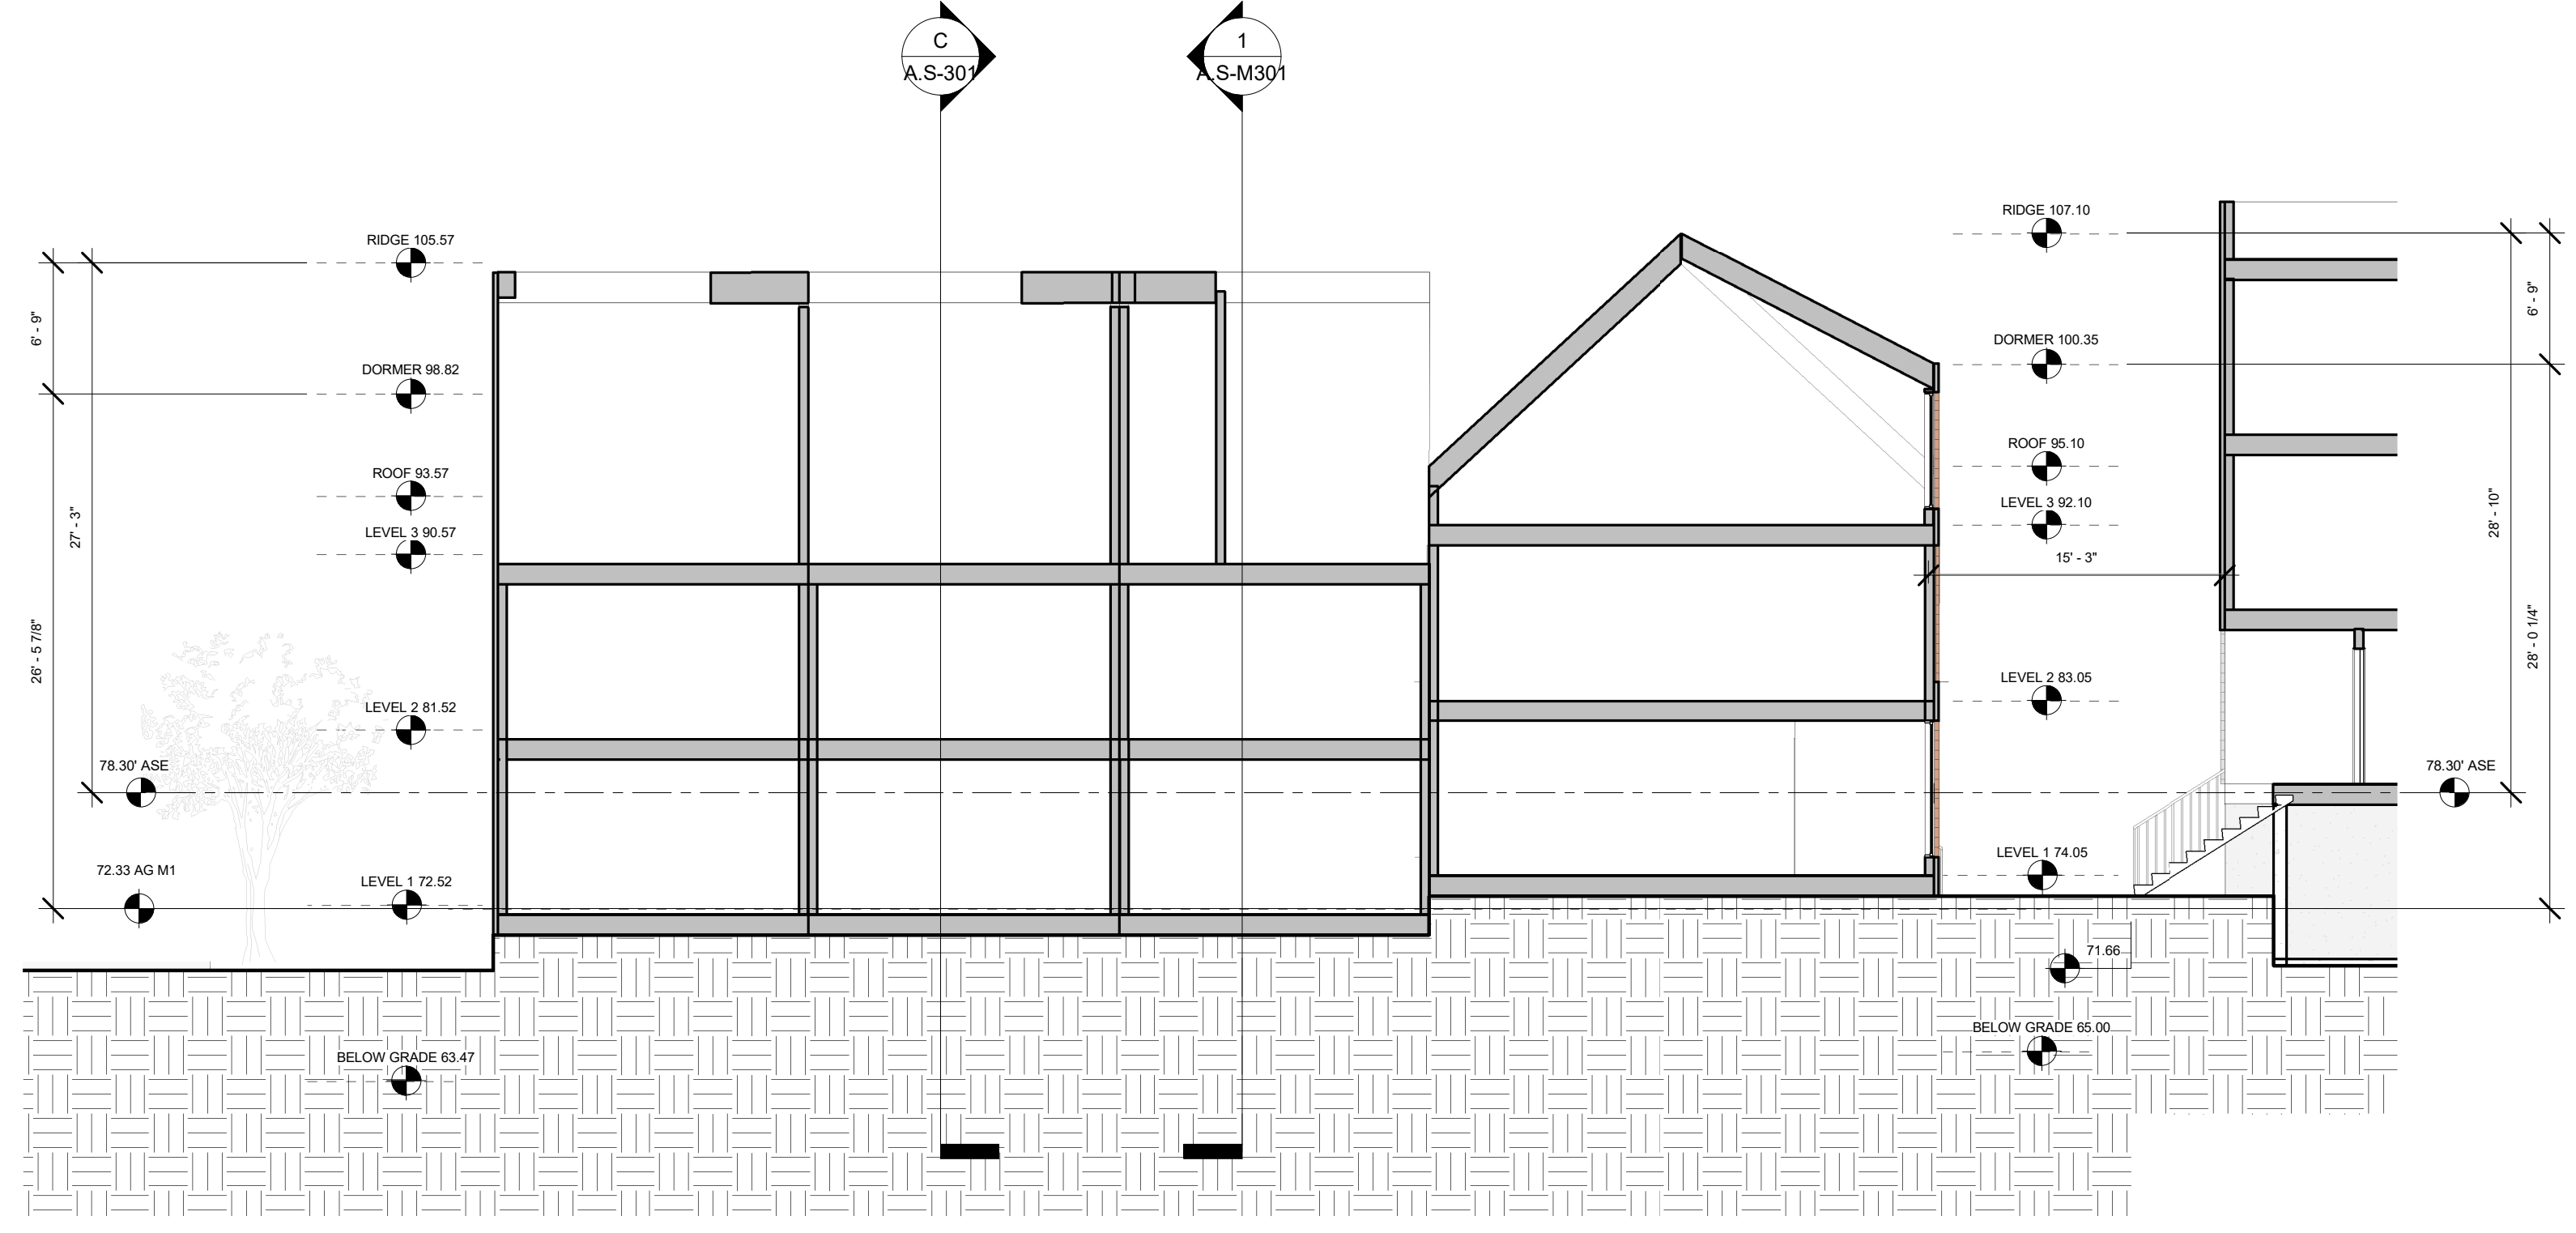 C
A.S-301
1
A.S-M301
RIDGE 105.57
DORMER 98.82
ROOF 93.57
LEVEL 3 90.57
LEVEL 2 81.52
78.30' ASE
72.33 AG M1
LEVEL 1 72.52
BELOW GRADE 63.47
6' - 9"
27' - 3"
26' - 5 7/8"
RIDGE 107.10
DORMER 100.35
ROOF 95.10
LEVEL 3 92.10
15' - 3"
LEVEL 2 83.05
78.30' ASE
LEVEL 1 74.05
71.66
BELOW GRADE 65.00
6' - 9"
28' - 10"
28' - 0 1/4"